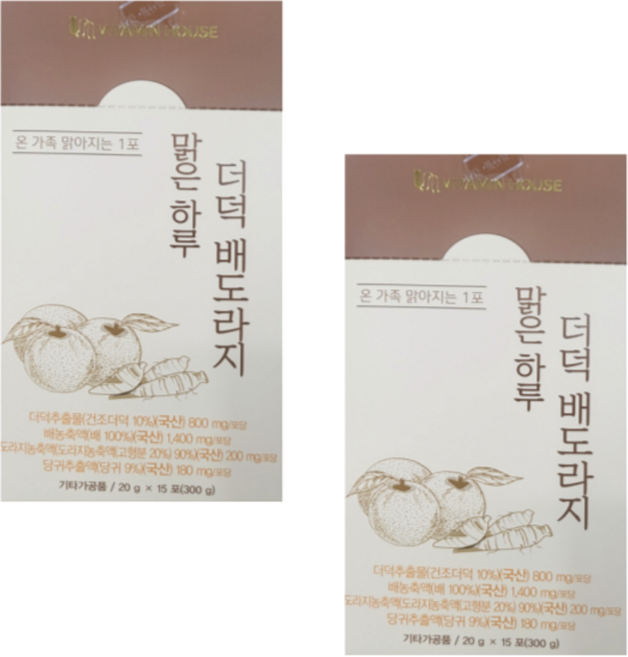 VITAMIN HOUSE
온 가족 맑아지는 1포
맑은 하루
더덕 배도라지
더덕추출물(건조더덕 10%)(국산) 800 mg/포당
배농축액(배 100%)(국산) 1,400 mg/포당
도라지농축액(도라지농축액(고형분 20%) 90%)(국산) 200 mg/포당
당귀추출액(당귀 9%)(국산) 180 mg/포당
기타가공품 / 20 g × 15 포(300 g)
VITAMIN HOUSE
온 가족 맑아지는 1포
맑은 하루
더덕 배도라지
더덕추출물(건조더덕 10%)(국산) 800 mg/포당
배농축액(배 100%)(국산) 1,400 mg/포당
도라지농축액(도라지농축액(고형분 20%) 90%)(국산) 200 mg/포당
당귀추출액(당귀 9%)(국산) 180 mg/포당
기타가공품 / 20 g × 15 포(300 g)